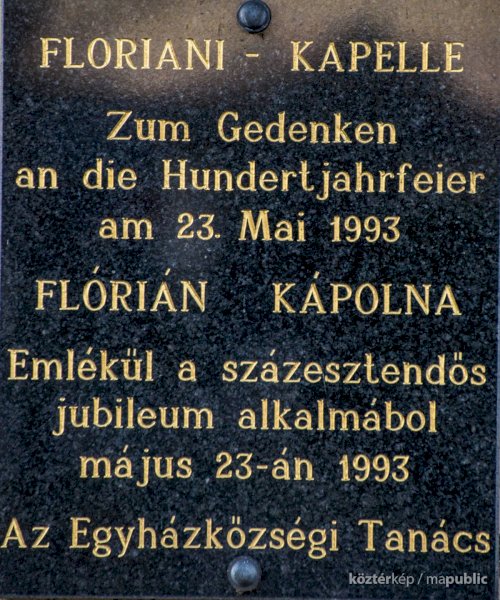 FLORIANI - KAPELLE
Zum Gedenken
an die Hundertjahrfeier
am 23. Mai 1993
FLÓRIÁN KÁPOLNA
Emlékül a százesztendős
jubileum alkalmából
május 23-án 1993
Az Egyházközségi Tanács
köztérkép / mapublic